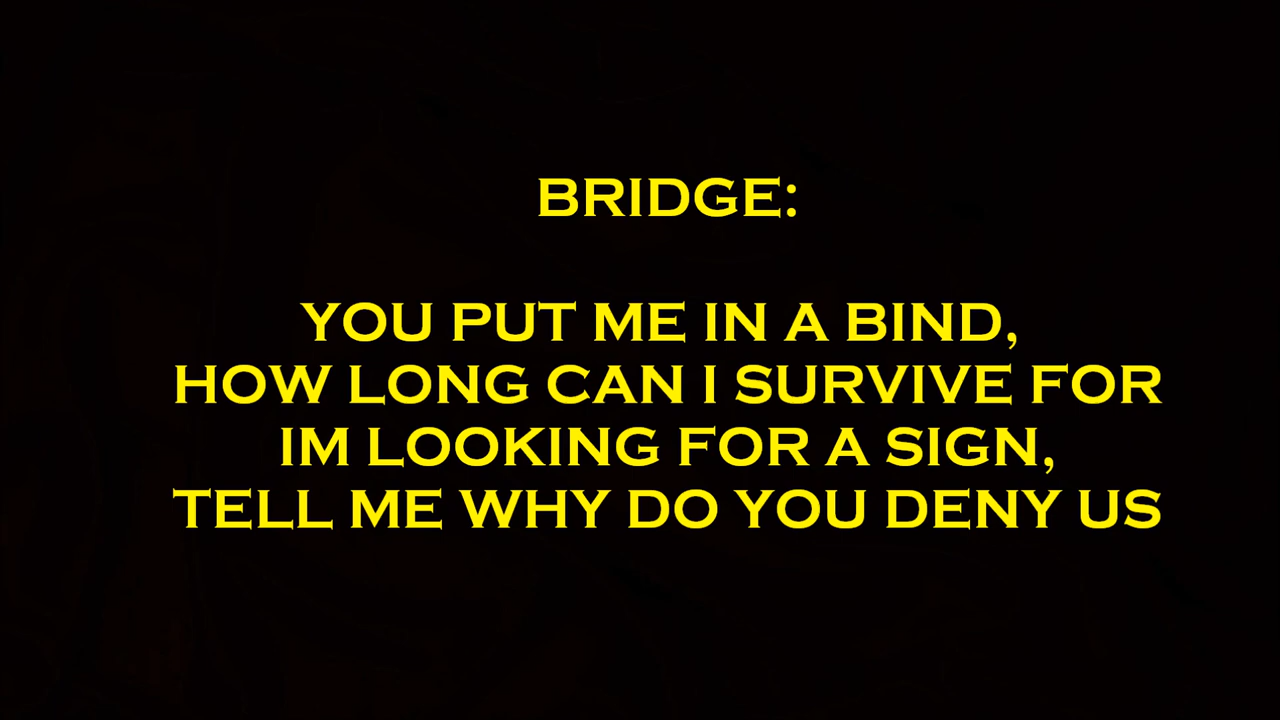 BRIDGE:
YOU PUT ME IN A BIND,
HOW LONG CAN I SURVIVE FOR
IM LOOKING FOR A SIGN,
TELL ME WHY DO YOU DENY US